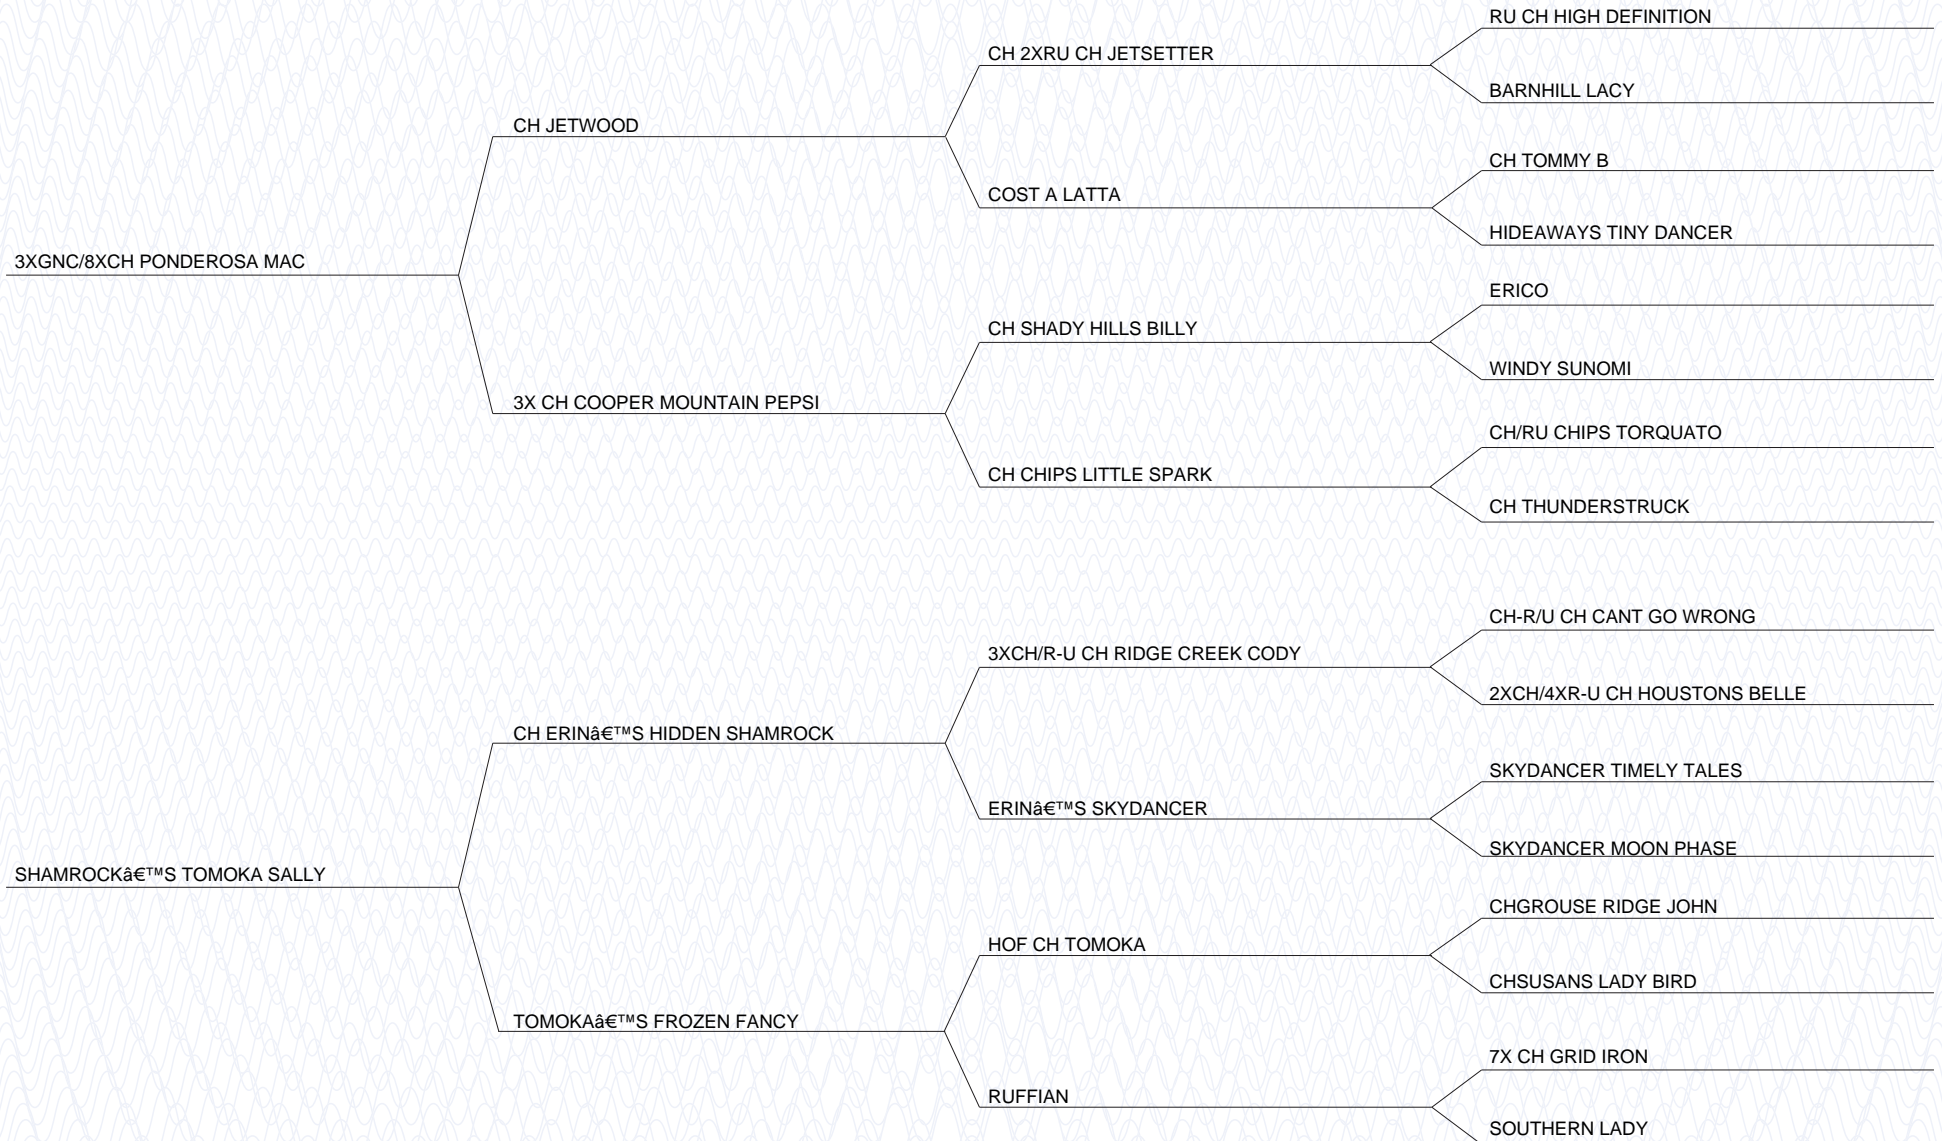 RU CH HIGH DEFINITION
CH 2XRU CH JETSETTER
BARNHILL LACY
CH JETWOOD
CH TOMMY B
COST A LATTA
HIDEAWAYS TINY DANCER
3XGNC/8XCH PONDEROSA MAC
ERICO
CH SHADY HILLS BILLY
WINDY SUNOMI
3X CH COOPER MOUNTAIN PEPSI
CH/RU CHIPS TORQUATO
CH CHIPS LITTLE SPARK
CH THUNDERSTRUCK
CH-R/U CH CANT GO WRONG
3XCH/R-U CH RIDGE CREEK CODY
2XCH/4XR-U CH HOUSTONS BELLE
CH ERINâ€™S HIDDEN SHAMROCK
SKYDANCER TIMELY TALES
ERINâ€™S SKYDANCER
SKYDANCER MOON PHASE
SHAMROCKâ€™S TOMOKA SALLY
CHGROUSE RIDGE JOHN
HOF CH TOMOKA
CHSUSANS LADY BIRD
TOMOKAâ€™S FROZEN FANCY
7X CH GRID IRON
RUFFIAN
SOUTHERN LADY